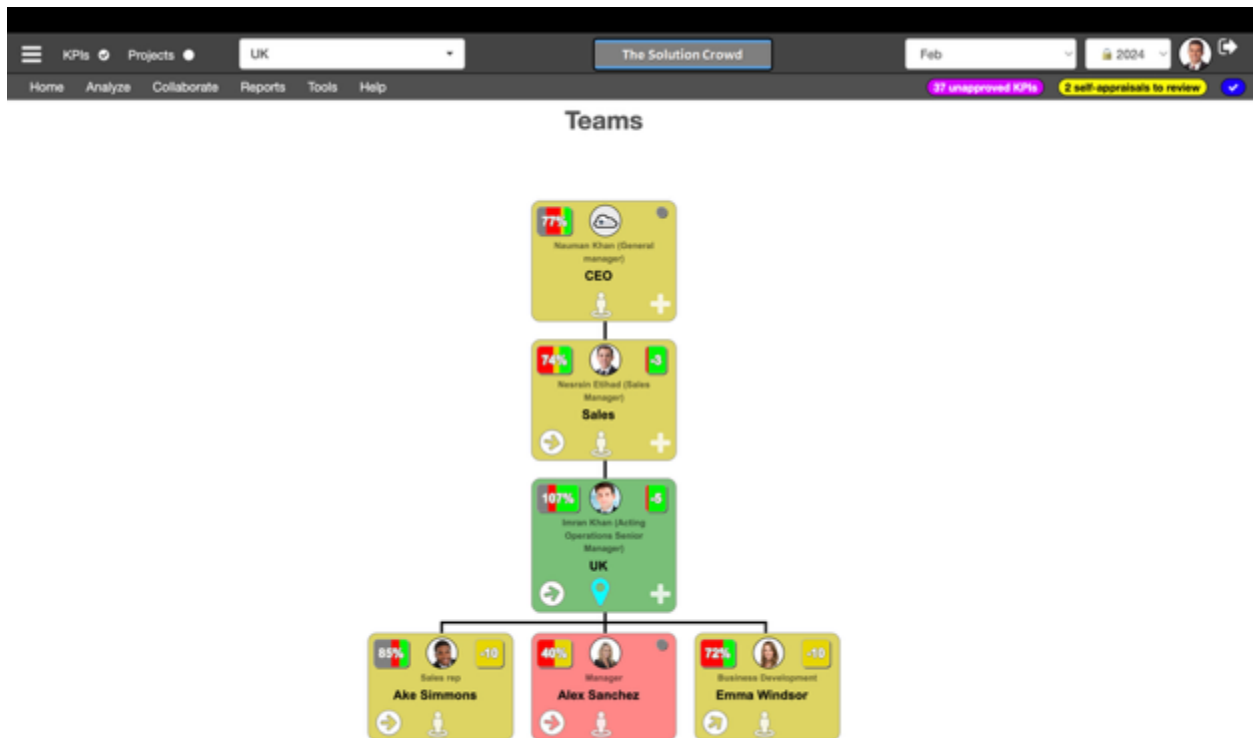 KPIs Projects UK The Solution Crowd Feb 2024
Home Analyze Collaborate Reports Tools Help 37 unapproved KPIs 2 self-appraisals to review
Teams
77%
Nauman Khan (General
manager)
CEO
74% -3
Nesrein Etihad (Sales
Manager)
Sales
107% -5
Imran Khan (Acting
Operations Senior
Manager)
UK
85% -10
Sales rep
Ake Simmons
40%
Manager
Alex Sanchez
72% -10
Business Development
Emma Windsor